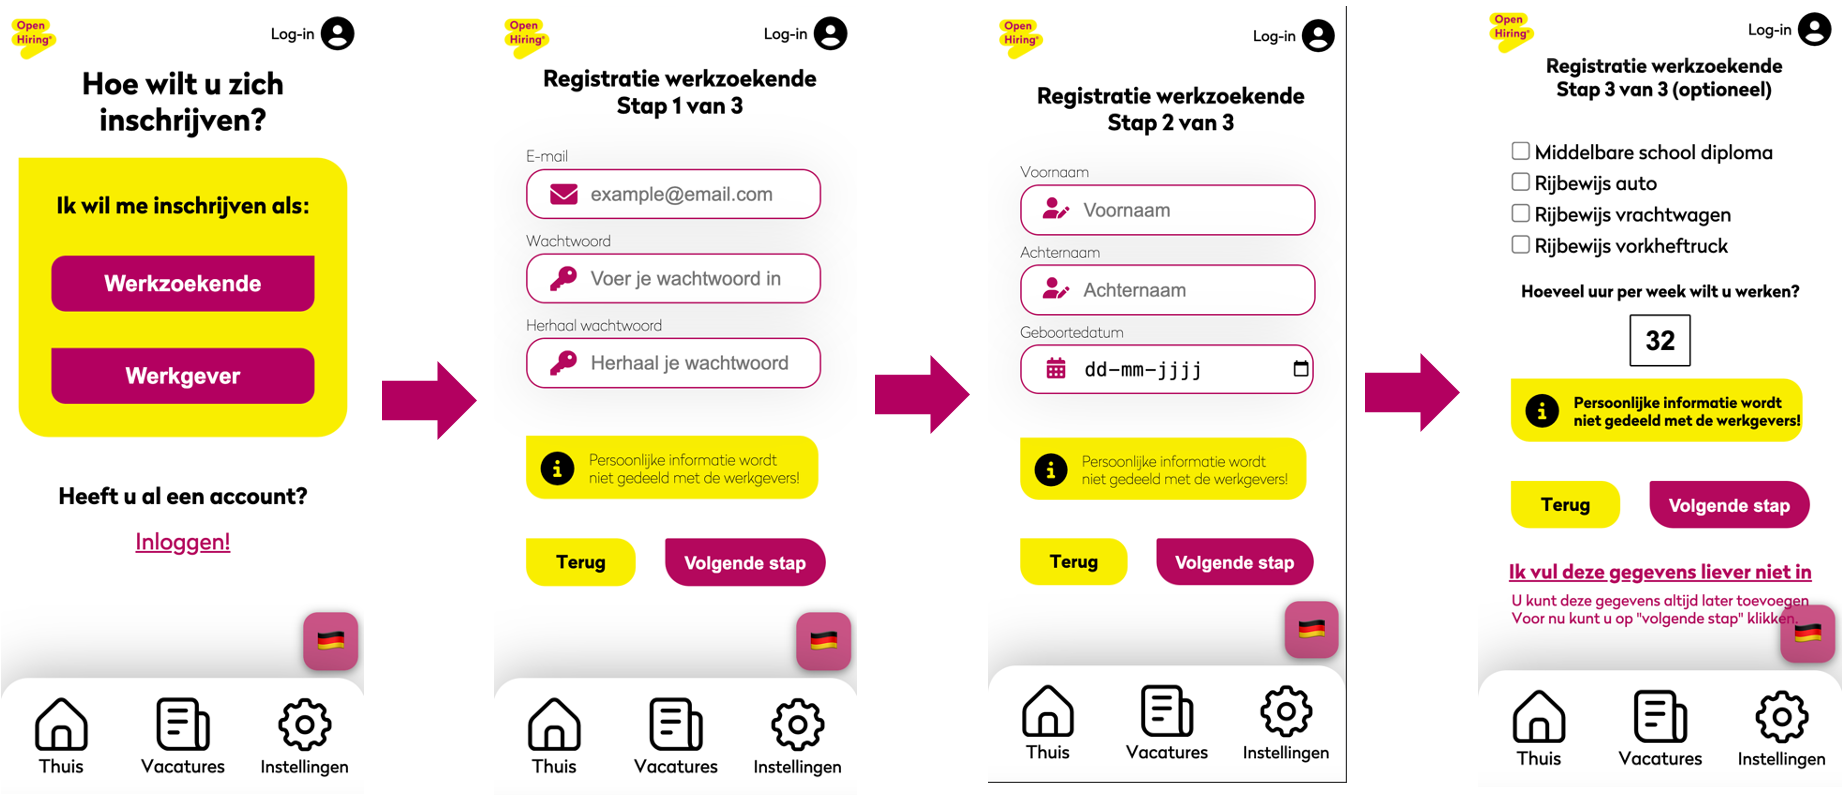 Open
Hiring®
Log-in
Hoe wilt u zich
inschrijven?
Ik wil me inschrijven als:
Werkzoekende
Werkgever
Heeft u al een account?
Inloggen!
Thuis
Vacatures
Instellingen
Open
Hiring®
Log-in
Registratie werkzoekende
Stap 1 van 3
E-mail
example@email.com
Wachtwoord
Voer je wachtwoord in
Herhaal wachtwoord
Herhaal je wachtwoord
Persoonlijke informatie wordt
niet gedeeld met de werkgevers!
Terug
Volgende stap
Thuis
Vacatures
Instellingen
Open
Hiring®
Log-in
Registratie werkzoekende
Stap 2 van 3
Voornaam
Voornaam
Achternaam
Achternaam
Geboortedatum
dd-mm-jjjj
Persoonlijke informatie wordt
niet gedeeld met de werkgevers!
Terug
Volgende stap
Thuis
Vacatures
Instellingen
Open
Hiring®
Log-in
Registratie werkzoekende
Stap 3 van 3 (optioneel)
Middelbare school diploma
Rijbewijs auto
Rijbewijs vrachtwagen
Rijbewijs vorkheftruck
Hoeveel uur per week wilt u werken?
32
Persoonlijke informatie wordt
niet gedeeld met de werkgevers!
Terug
Volgende stap
Ik vul deze gegevens liever niet in
U kunt deze gegevens altijd later toevoegen
Voor nu kunt u op "volgende stap" klikken.
Thuis
Vacatures
Instellingen